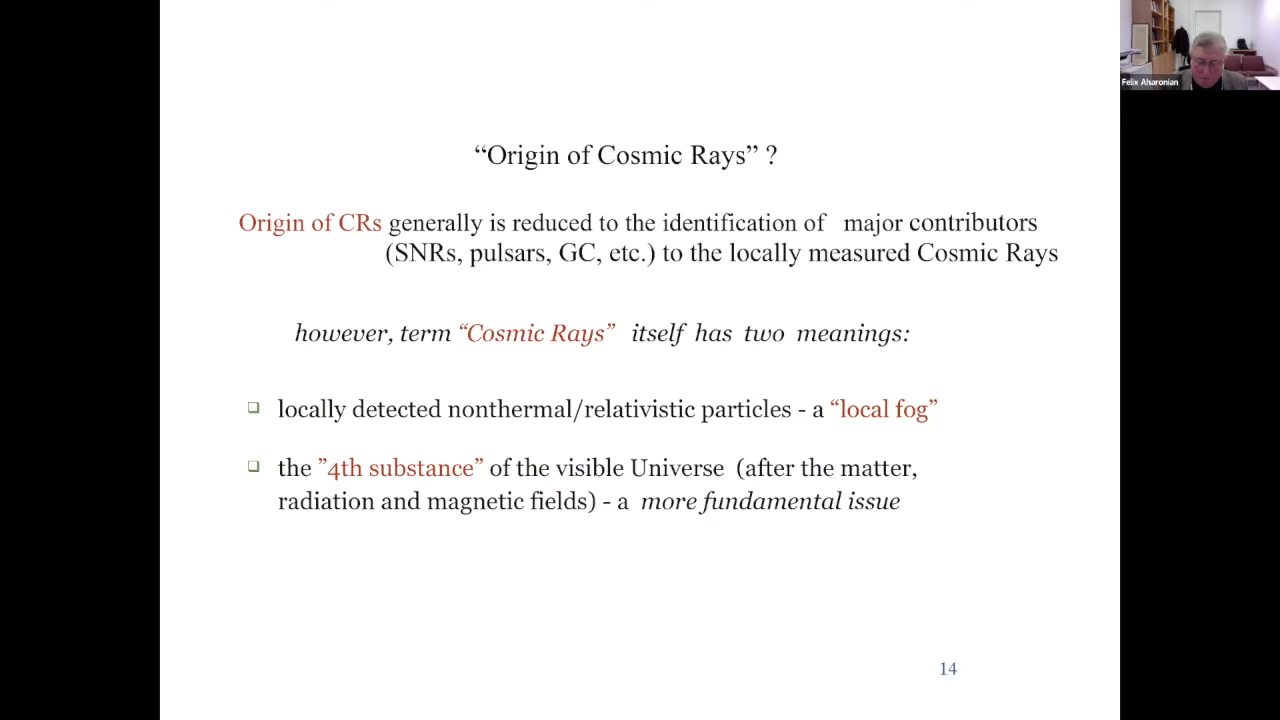 Felix Aharonian
“Origin of Cosmic Rays” ?
Origin of CRs generally is reduced to the identification of major contributors
(SNRs, pulsars, GC, etc.) to the locally measured Cosmic Rays
however, term “Cosmic Rays” itself has two meanings:
❑ locally detected nonthermal/relativistic particles - a “local fog”
❑ the ”4th substance” of the visible Universe (after the matter,
radiation and magnetic fields) - a more fundamental issue
14